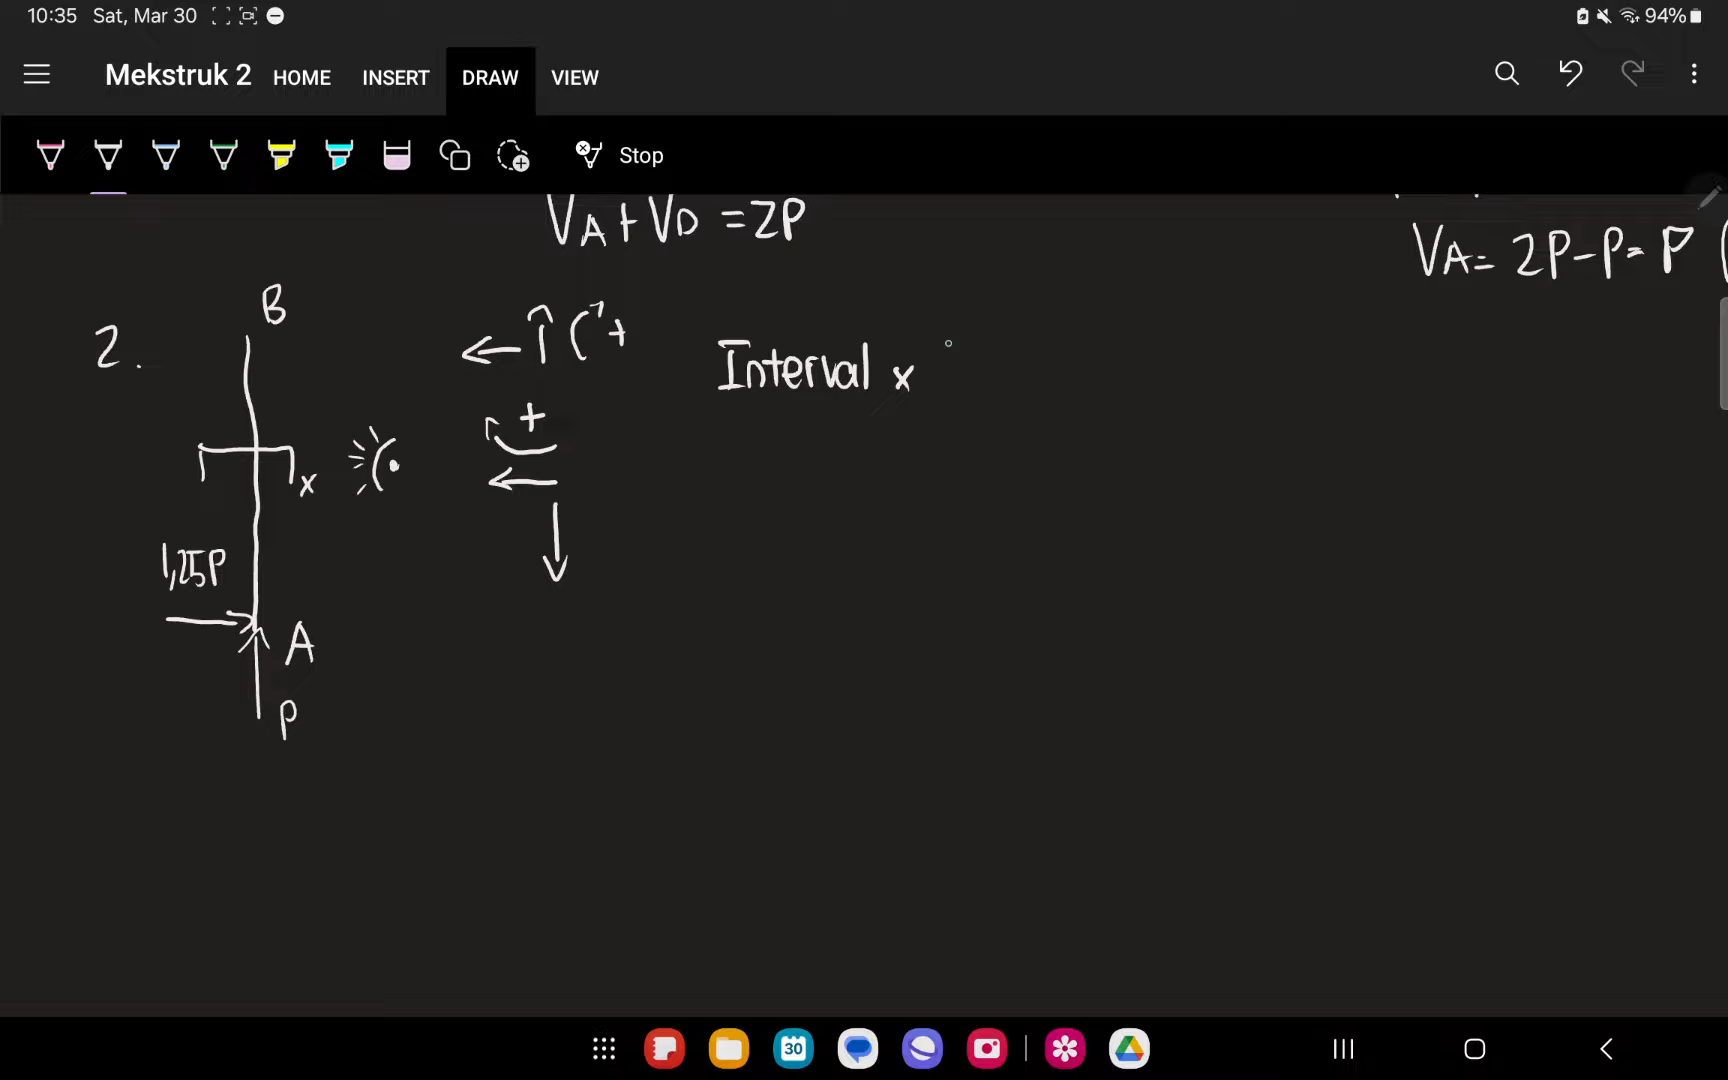 10:35 Sat, Mar 30 94%
Mekstruk 2 HOME INSERT DRAW VIEW
Stop
VA + VD = 2P
VA = 2P - P = P (
2.
B
+
Interval x
+
x
1,25P
A
P
30